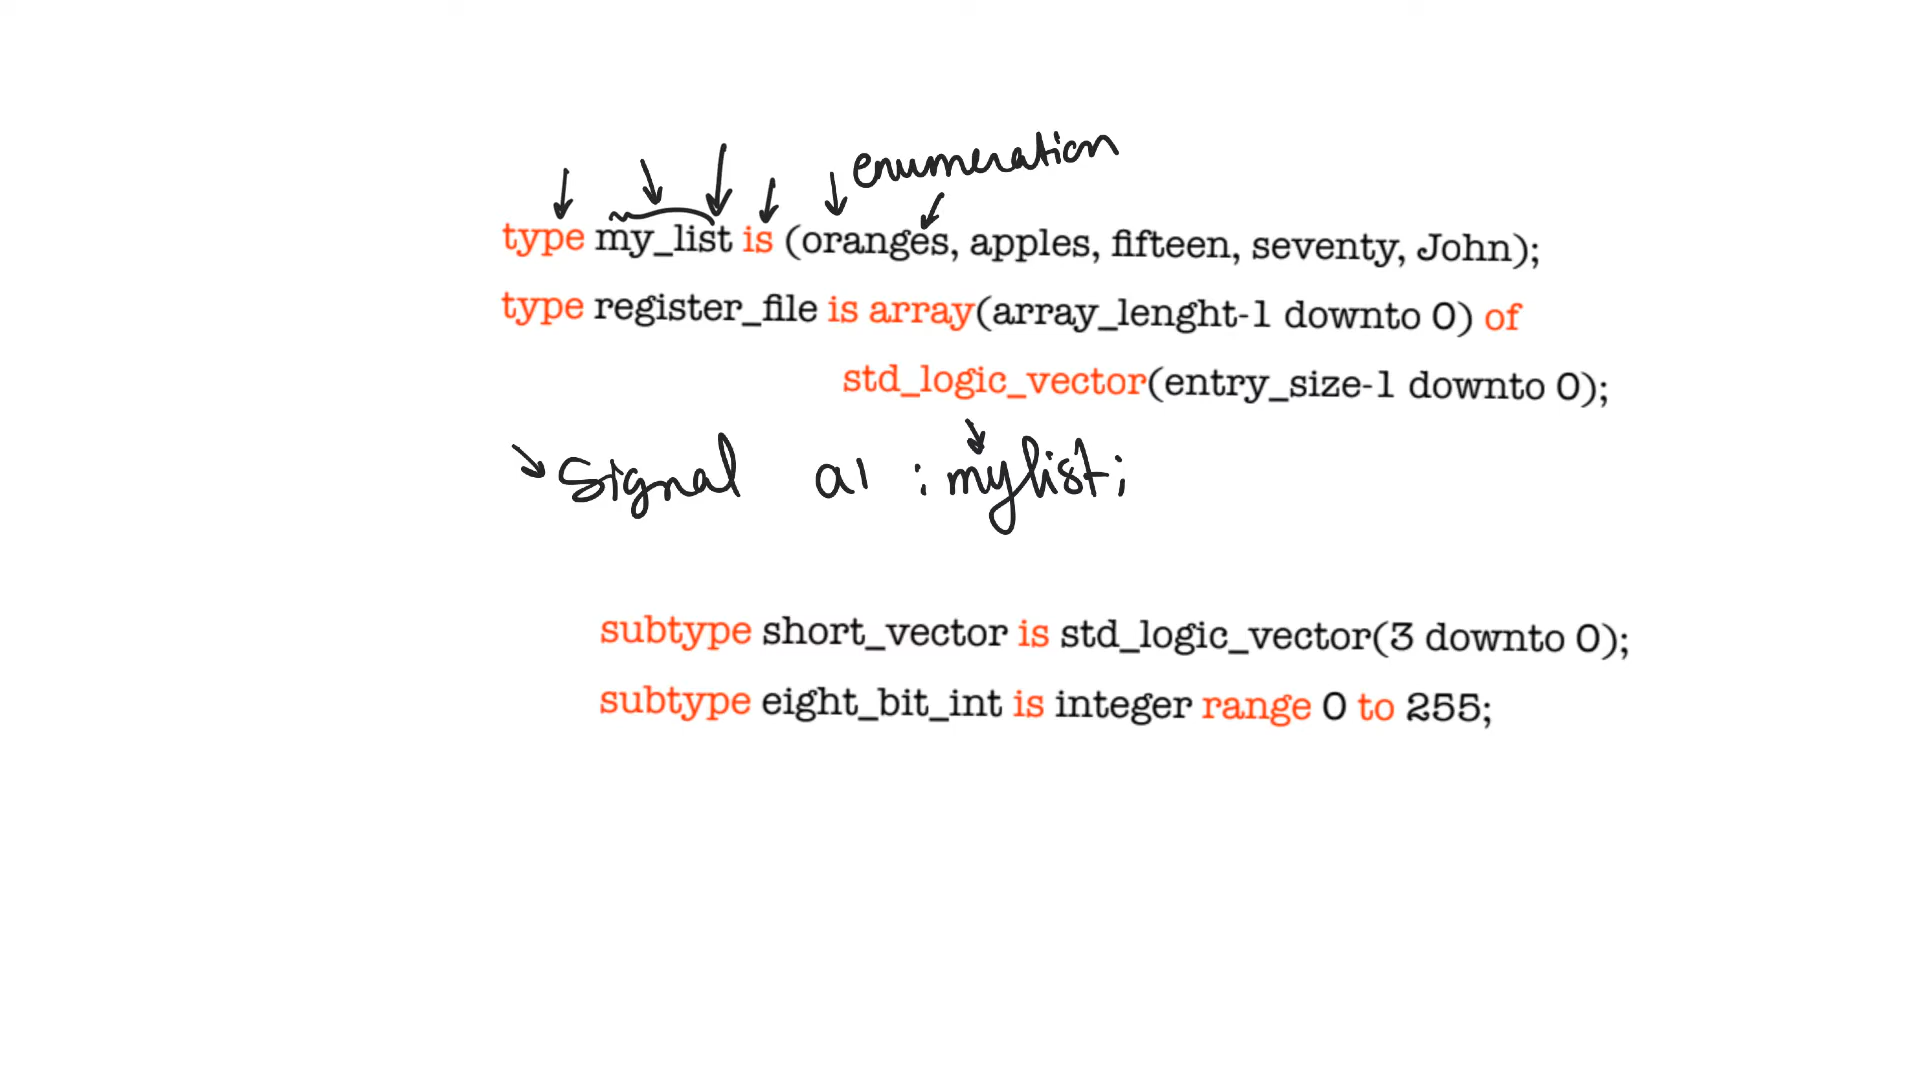 enumeration
type my_list is (oranges, apples, fifteen, seventy, John);
type register_file is array(array_lenght-1 downto 0) of
std_logic_vector(entry_size-1 downto 0);
Signal a1 : mylist;
subtype short_vector is std_logic_vector(3 downto 0);
subtype eight_bit_int is integer range 0 to 255;